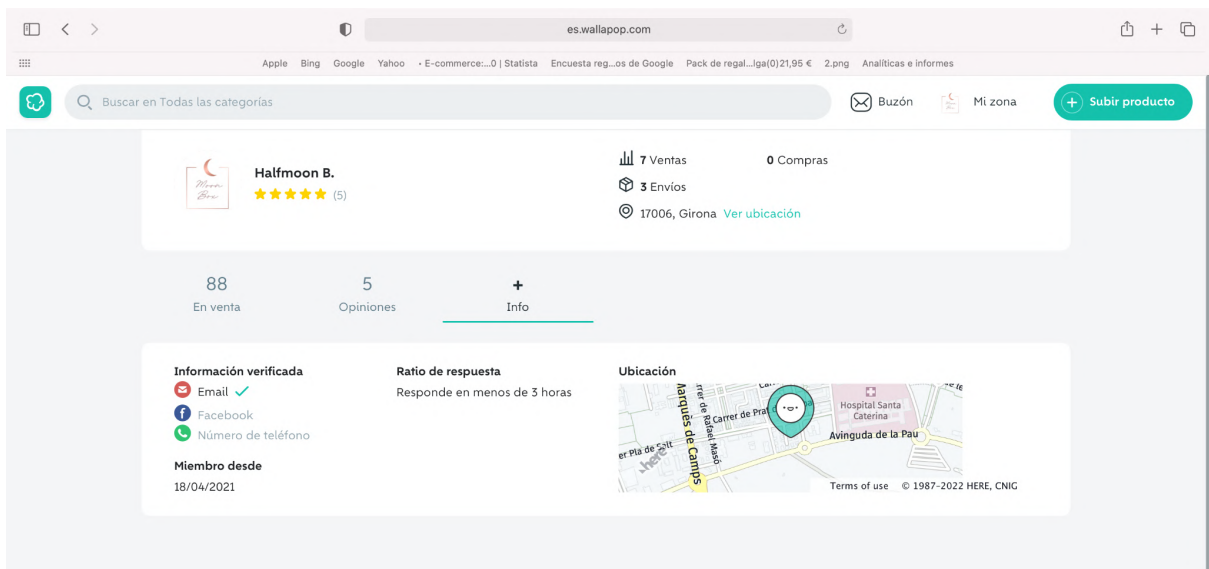 es.wallapop.com
Apple Bing Google Yahoo • E-commerce:...0 | Statista Encuesta reg...os de Google Pack de regal...lga(0)21,95 € 2.png Analíticas e informes
Buscar en Todas las categorías
Buzón
Mi zona
+ Subir producto
Moon
Box
Halfmoon B.
(5)
7 Ventas 0 Compras
3 Envíos
17006, Girona Ver ubicación
88
En venta
5
Opiniones
+
Info
Información verificada
Email
Facebook
Número de teléfono
Miembro desde
18/04/2021
Ratio de respuesta
Responde en menos de 3 horas
Ubicación
Marquès de Camps
rer de Rafael Masó
Carrer de Prat d
Hospital Santa
Caterina
Avinguda de la Pau
er Pla de Salt
here
Terms of use © 1987-2022 HERE, CNIG